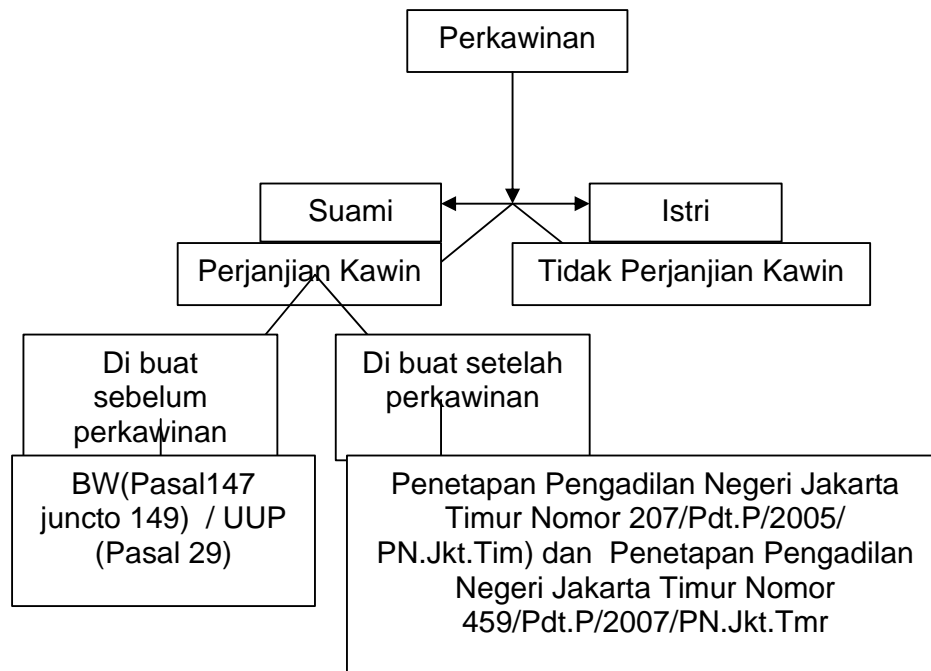 Perkawinan
Suami
Istri
Perjanjian Kawin
Tidak Perjanjian Kawin
Di buat
sebelum
perkawinan
Di buat setelah
perkawinan
BW(Pasal147
juncto 149)  / UUP
(Pasal 29)
Penetapan Pengadilan Negeri Jakarta
Timur Nomor 207/Pdt.P/2005/
PN.Jkt.Tim) dan  Penetapan Pengadilan
Negeri Jakarta Timur Nomor
459/Pdt.P/2007/PN.Jkt.Tmr